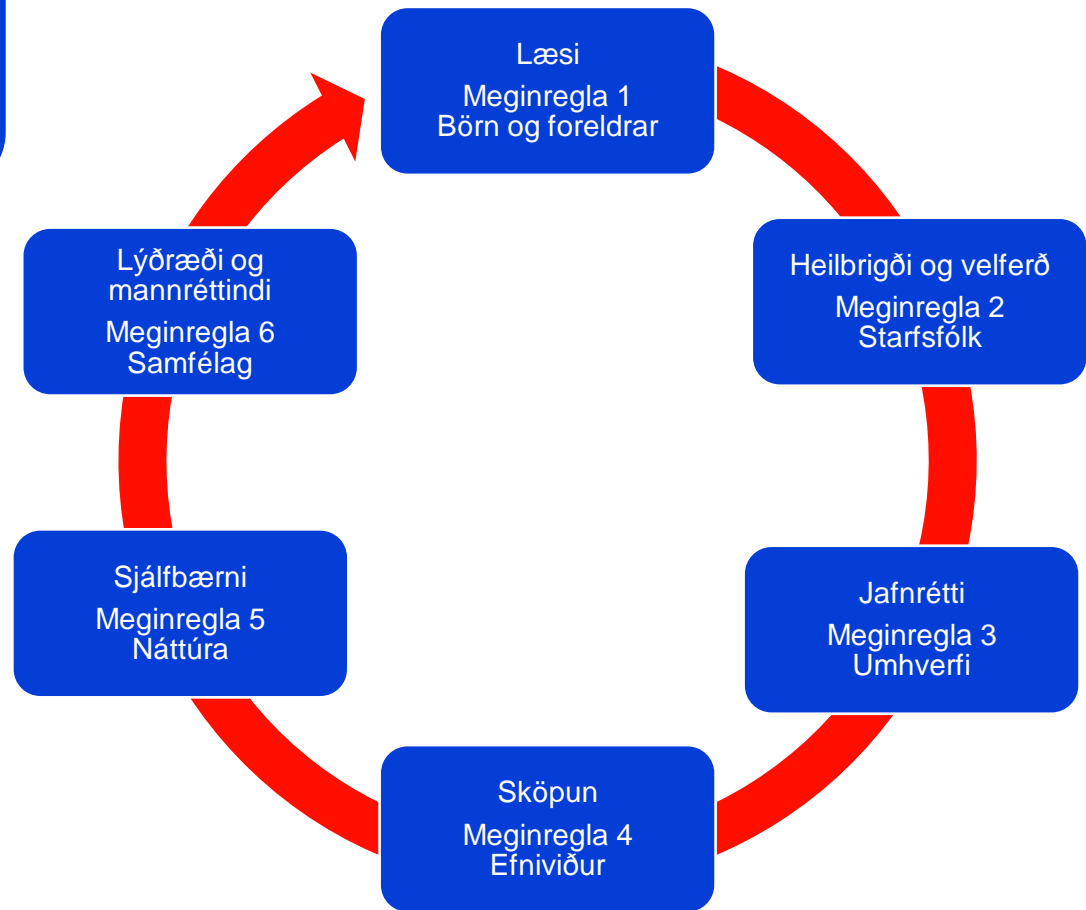 Læsi
Meginregla 1
Börn og foreldrar
Heilbrigði og velferð
Meginregla 2
Starfsfólk
Jafnrétti
Meginregla 3
Umhverfi
Sköpun
Meginregla 4
Efniviður
Sjálfbærni
Meginregla 5
Náttúra
Lýðræði og
mannréttindi
Meginregla 6
Samfélag